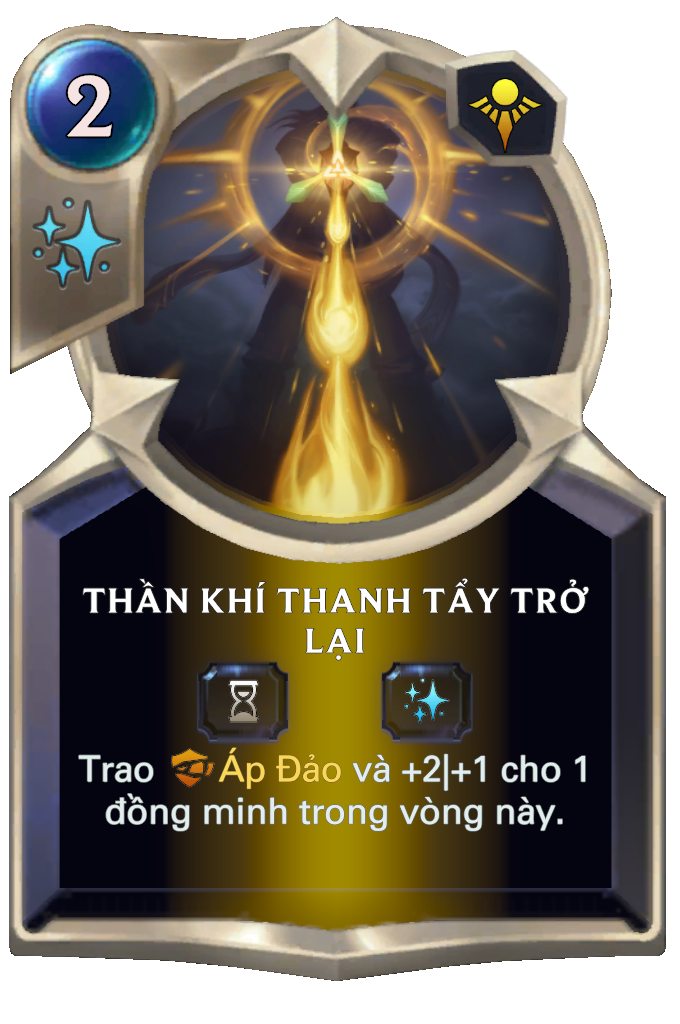 2
THẦN KHÍ THANH TẨY TRỞ
LẠI
Trao Áp Đảo và +2|+1 cho 1
đồng minh trong vòng này.